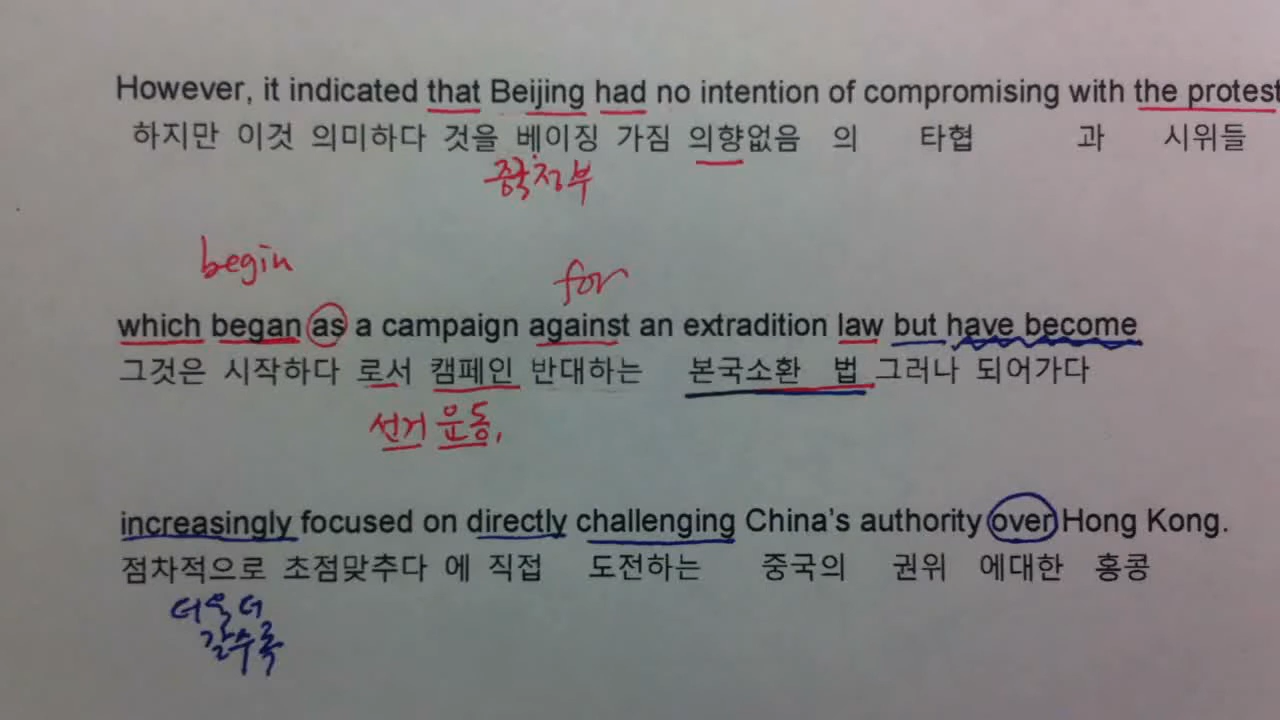 However, it indicated that Beijing had no intention of compromising with the protest
하지만 이것 의미하다 것을 베이징 가짐 의향없음 의 타협 과 시위들
중국정부
begin
for
which began as a campaign against an extradition law but have become
그것은 시작하다 로서 캠페인 반대하는 본국소환 법 그러나 되어가다
선거 운동,
increasingly focused on directly challenging China's authority over Hong Kong.
점차적으로 초점맞추다 에 직접 도전하는 중국의 권위 에대한 홍콩
더욱더
갈수록